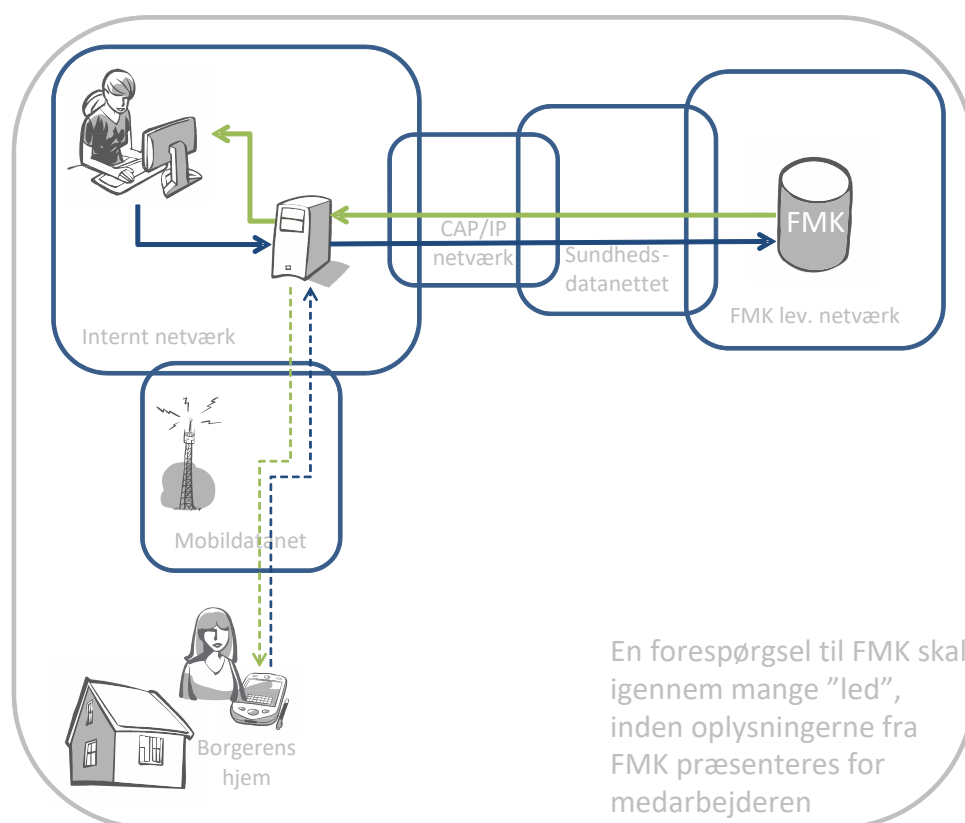 FMK
CAP/IP
netværk
Sundheds-
datanettet
FMK lev. netværk
Internt netværk
Mobildatanet
Borgerens
hjem
En forespørgsel til FMK skal
igennem mange ”led”,
inden oplysningerne fra
FMK præsenteres for
medarbejderen